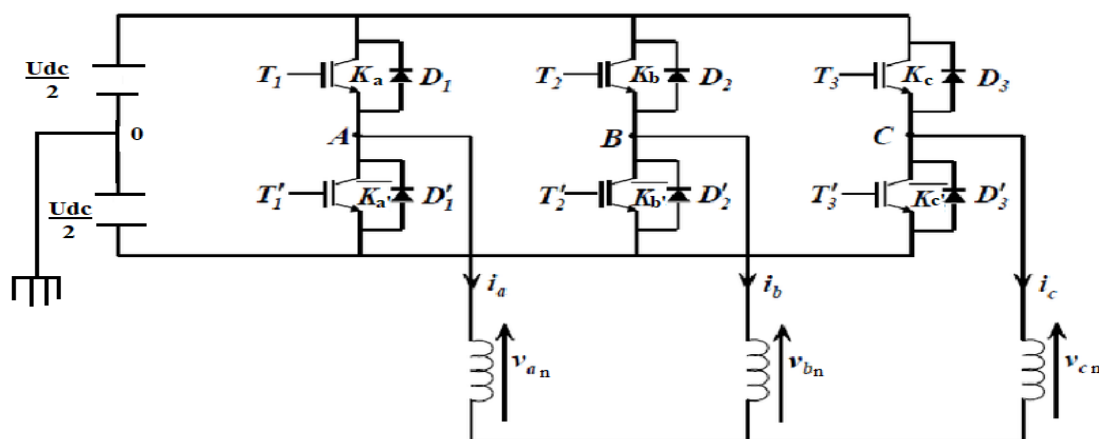 Udc
2
T1
Ka
D1
T2
Kb
D2
T3
Kc
D3
0
A
B
C
Udc
2
T'1
Ka'
D'1
T'2
Kb'
D'2
T'3
Kc'
D'3
ia
ib
ic
van
vbn
vcn